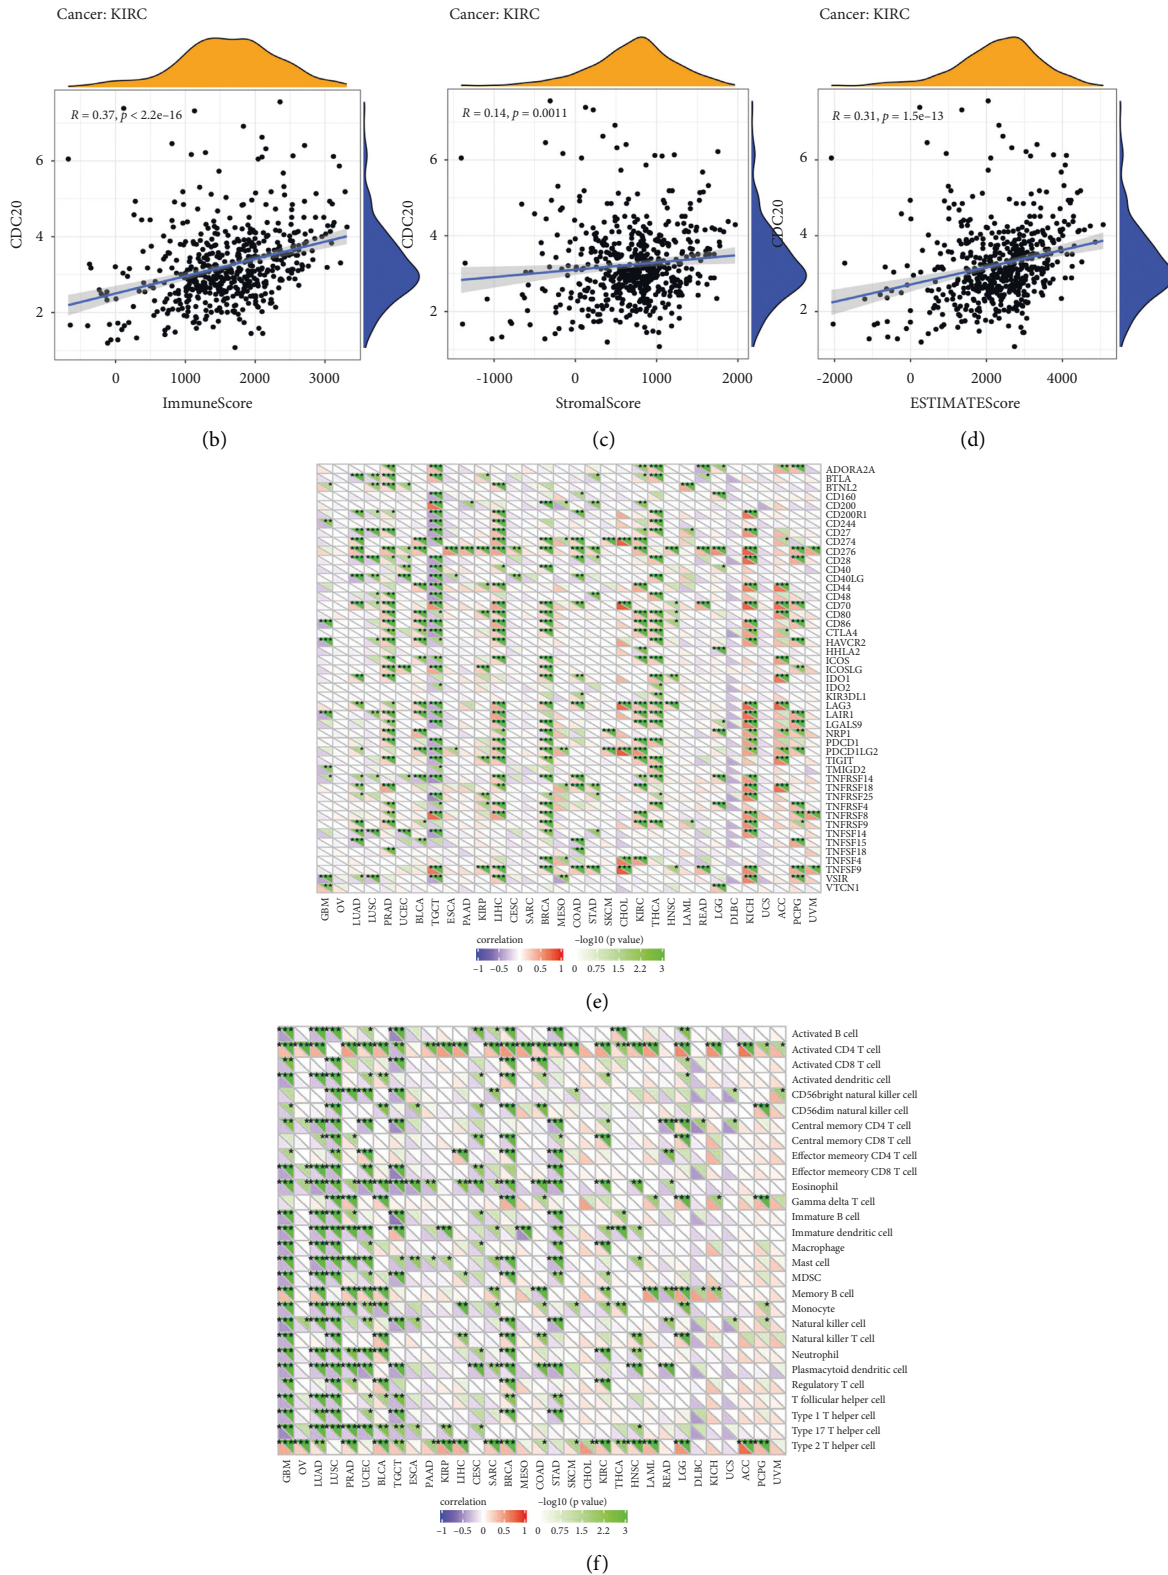 Cancer: KIRC
R = 0.37, p < 2.2e−16
CDC20
6
4
2
0
1000
2000
3000
ImmuneScore
(b)
Cancer: KIRC
R = 0.14, p = 0.0011
CDC20
6
4
2
-1000
0
1000
2000
StromalScore
(c)
Cancer: KIRC
R = 0.31, p = 1.5e−13
CDC20
6
4
2
-2000
0
2000
4000
ESTIMATEScore
(d)
ADORA2A
BTLA
BTNL2
CD160
CD200
CD200R1
CD244
CD27
CD274
CD276
CD28
CD40
CD40LG
CD44
CD48
CD70
CD80
CD86
CTLA4
HAVCR2
HHLA2
ICOS
ICOSLG
IDO1
IDO2
KIR3DL1
LAG3
LAIR1
LGALS9
NRP1
PDCD1
PDCD1LG2
TIGIT
TMIGD2
TNFRSF14
TNFRSF18
TNFRSF25
TNFRSF4
TNFRSF8
TNFRSF9
TNFSF14
TNFSF15
TNFSF18
TNFSF4
TNFSF9
VSIR
VTCN1
GBM
OV
LUAD
LUSC
PRAD
UCEC
BLCA
TGCT
ESCA
PAAD
KIRP
LIHC
CESC
SARC
BRCA
MESO
COAD
STAD
SKCM
CHOL
KIRC
THCA
HNSC
LAML
READ
LGG
DLBC
KICH
UCS
ACC
PCPG
UVM
correlation
−1 −0.5 0 0.5 1
−log10 (p value)
0 0.75 1.5 2.2 3
(e)
Activated B cell
Activated CD4 T cell
Activated CD8 T cell
Activated dendritic cell
CD56bright natural killer cell
CD56dim natural killer cell
Central memory CD4 T cell
Central memory CD8 T cell
Effector memeory CD4 T cell
Effector memeory CD8 T cell
Eosinophil
Gamma delta T cell
Immature B cell
Immature dendritic cell
Macrophage
Mast cell
MDSC
Memory B cell
Monocyte
Natural killer cell
Natural killer T cell
Neutrophil
Plasmacytoid dendritic cell
Regulatory T cell
T follicular helper cell
Type 1 T helper cell
Type 17 T helper cell
Type 2 T helper cell
GBM
OV
LUAD
LUSC
PRAD
UCEC
BLCA
TGCT
ESCA
PAAD
KIRP
LIHC
CESC
SARC
BRCA
MESO
COAD
STAD
SKCM
CHOL
KIRC
THCA
HNSC
LAML
READ
LGG
DLBC
KICH
UCS
ACC
PCPG
UVM
correlation
−1 −0.5 0 0.5 1
−log10 (p value)
0 0.75 1.5 2.2 3
(f)